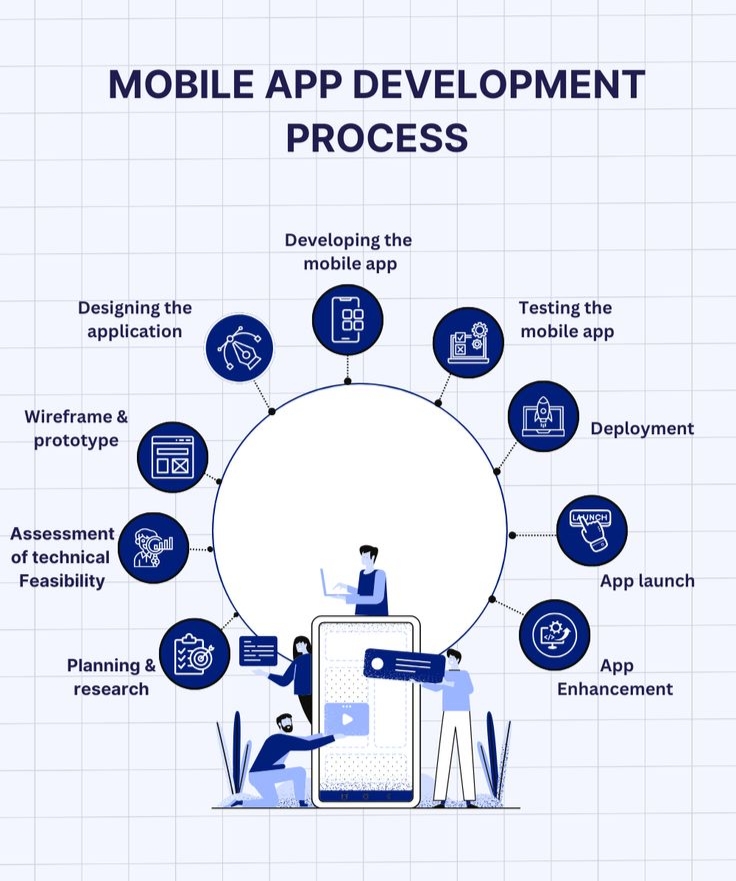 MOBILE APP DEVELOPMENT
PROCESS
Developing the
mobile app
Designing the
application
Testing the
mobile app
Wireframe &
prototype
Deployment
Assessment
of technical
Feasibility
LAUNCH
App launch
Planning &
research
App
Enhancement